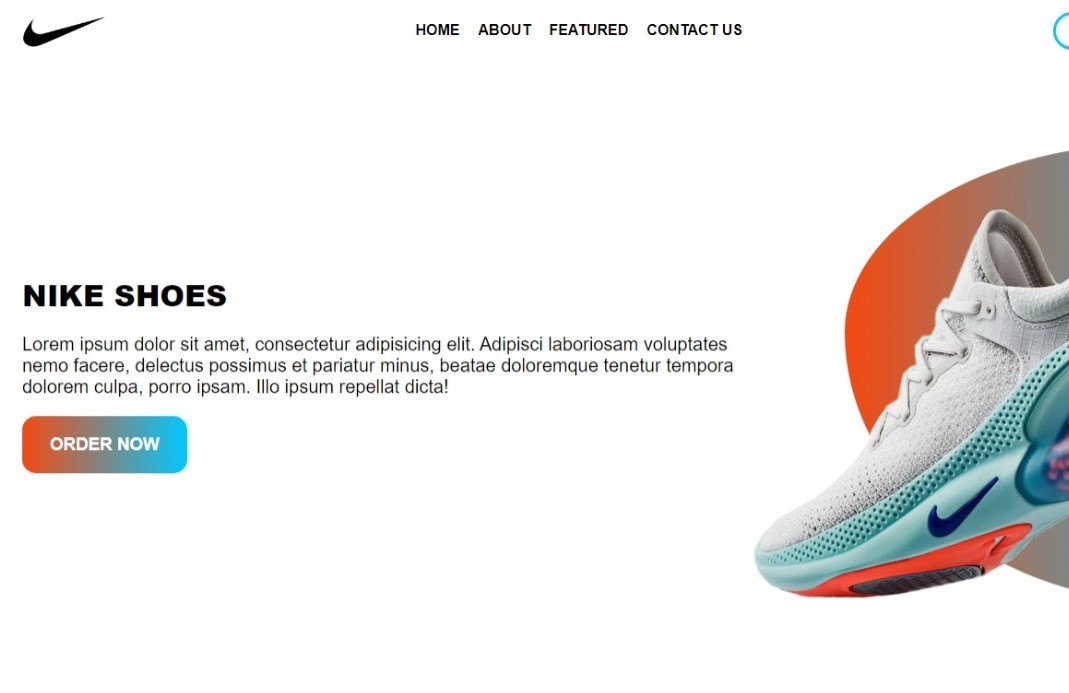 HOME ABOUT FEATURED CONTACT US
NIKE SHOES
Lorem ipsum dolor sit amet, consectetur adipisicing elit. Adipisci laboriosam voluptates
nemo facere, delectus possimus et pariatur minus, beatae doloremque tenetur tempora
dolorem culpa, porro ipsam. Illo ipsum repellat dicta!
ORDER NOW